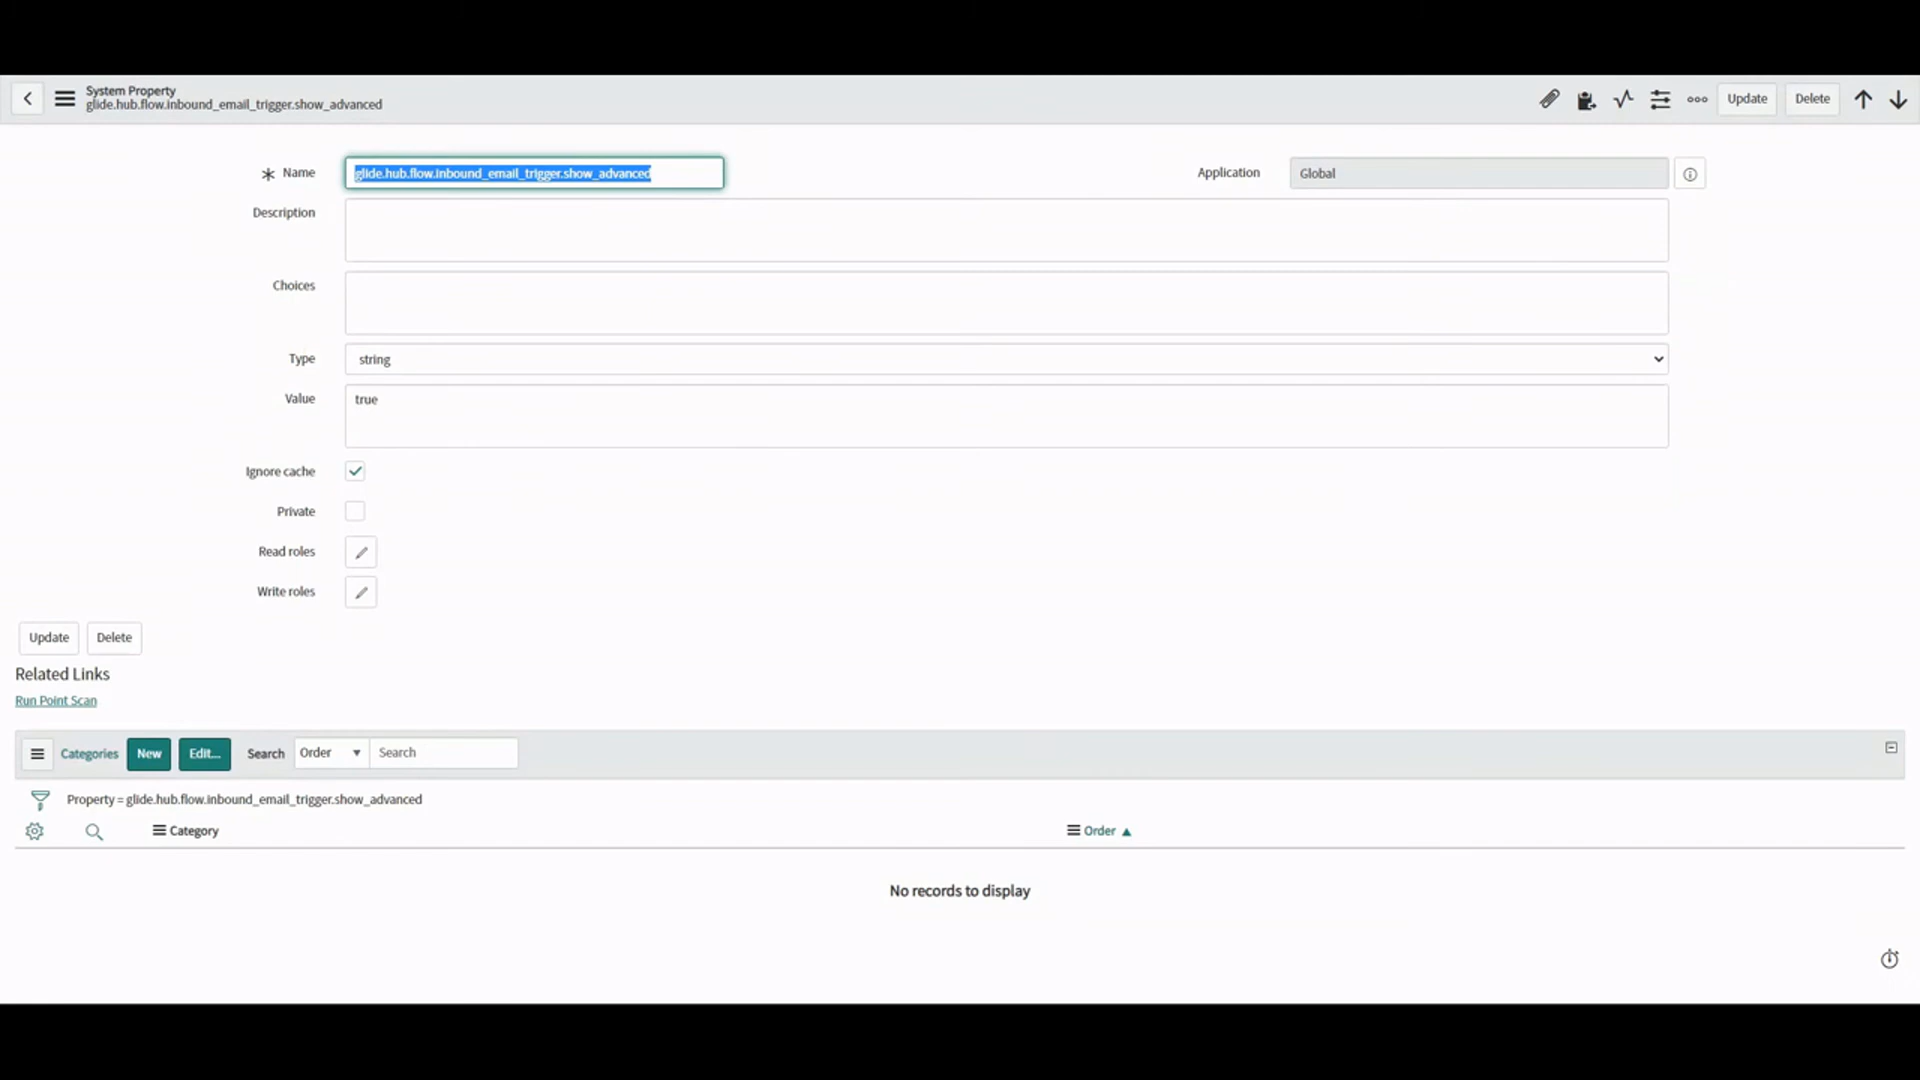 System Property
glide.hub.flow.inbound_email_trigger.show_advanced
Update
Delete
Name
glide.hub.flow.inbound_email_trigger.show_advanced
Application
Global
Description
Choices
Type
string
Value
true
Ignore cache
Private
Read roles
Write roles
Update
Delete
Related Links
Run Point Scan
Categories
New
Edit...
Search
Order
Search
Property = glide.hub.flow.inbound_email_trigger.show_advanced
Category
Order
No records to display